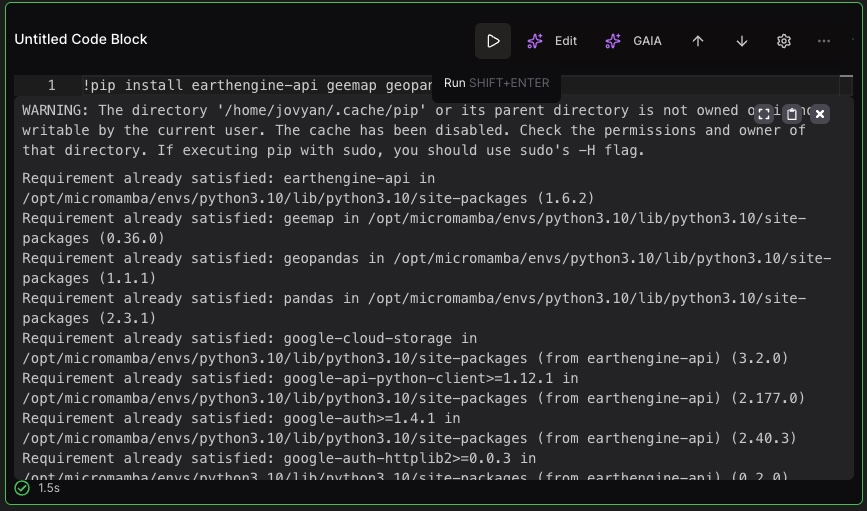 Untitled Code Block
Edit
GAIA
1 !pip install earthengine-api geemap
Run SHIFT+ENTER
WARNING: The directory '/home/jovyan/.cache/pip' or its parent directory is not owned
writable by the current user. The cache has been disabled. Check the permissions and owner of
that directory. If executing pip with sudo, you should use sudo's -H flag.
Requirement already satisfied: earthengine-api in
/opt/micromamba/envs/python3.10/lib/python3.10/site-packages (1.6.2)
Requirement already satisfied: geemap in /opt/micromamba/envs/python3.10/lib/python3.10/site-
packages (0.36.0)
Requirement already satisfied: geopandas in /opt/micromamba/envs/python3.10/lib/python3.10/site-
packages (1.1.1)
Requirement already satisfied: pandas in /opt/micromamba/envs/python3.10/lib/python3.10/site-
packages (2.3.1)
Requirement already satisfied: google-cloud-storage in
/opt/micromamba/envs/python3.10/lib/python3.10/site-packages (from earthengine-api) (3.2.0)
Requirement already satisfied: google-api-python-client>=1.12.1 in
/opt/micromamba/envs/python3.10/lib/python3.10/site-packages (from earthengine-api) (2.177.0)
Requirement already satisfied: google-auth>=1.4.1 in
/opt/micromamba/envs/python3.10/lib/python3.10/site-packages (from earthengine-api) (2.40.3)
Requirement already satisfied: google-auth-httplib2>=0.0.3 in
/opt/micromamba/envs/python3.10/lib/python3.10/site-packages (from earthengine-api) (0.2.0)
1.5s